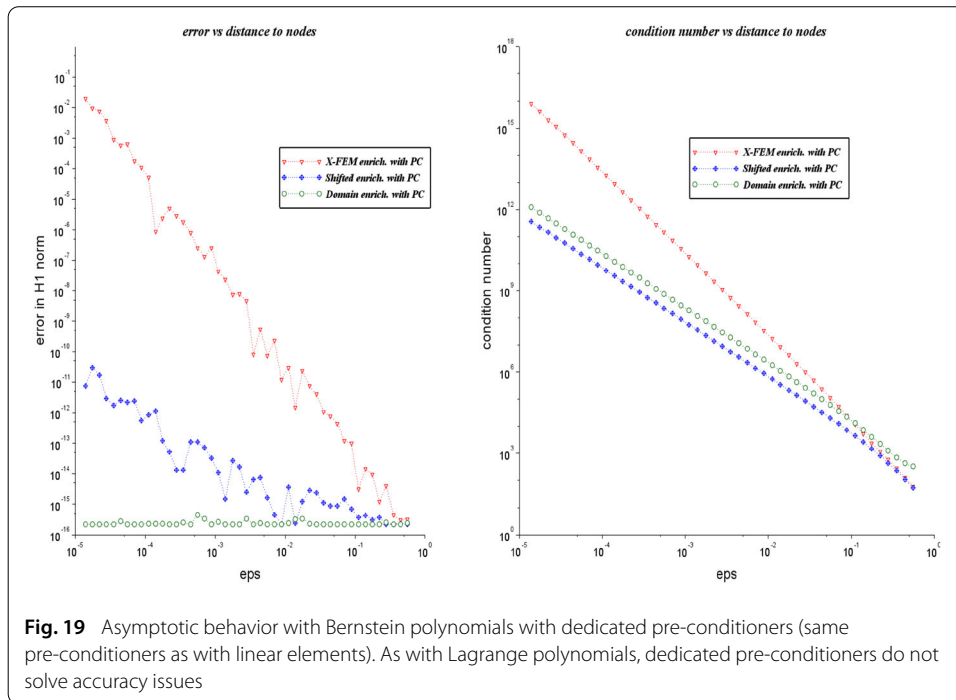 error vs distance to nodes
10^-1
10^-2
10^-3
10^-4
10^-5
10^-6
10^-7
10^-8
10^-9
10^-10
10^-11
10^-12
10^-13
10^-14
10^-15
10^-16
error in H1 norm
X-FEM enrich. with PC
Shifted enrich. with PC
Domain enrich. with PC
10^-5
10^-4
10^-3
10^-2
10^-1
10^0
eps
condition number vs distance to nodes
10^18
10^15
10^12
10^9
10^6
10^3
10^0
condition number
X-FEM enrich. with PC
Shifted enrich. with PC
Domain enrich. with PC
10^-5
10^-4
10^-3
10^-2
10^-1
10^0
eps
Fig. 19 Asymptotic behavior with Bernstein polynomials with dedicated pre-conditioners (same
pre-conditioners as with linear elements). As with Lagrange polynomials, dedicated pre-conditioners do not
solve accuracy issues